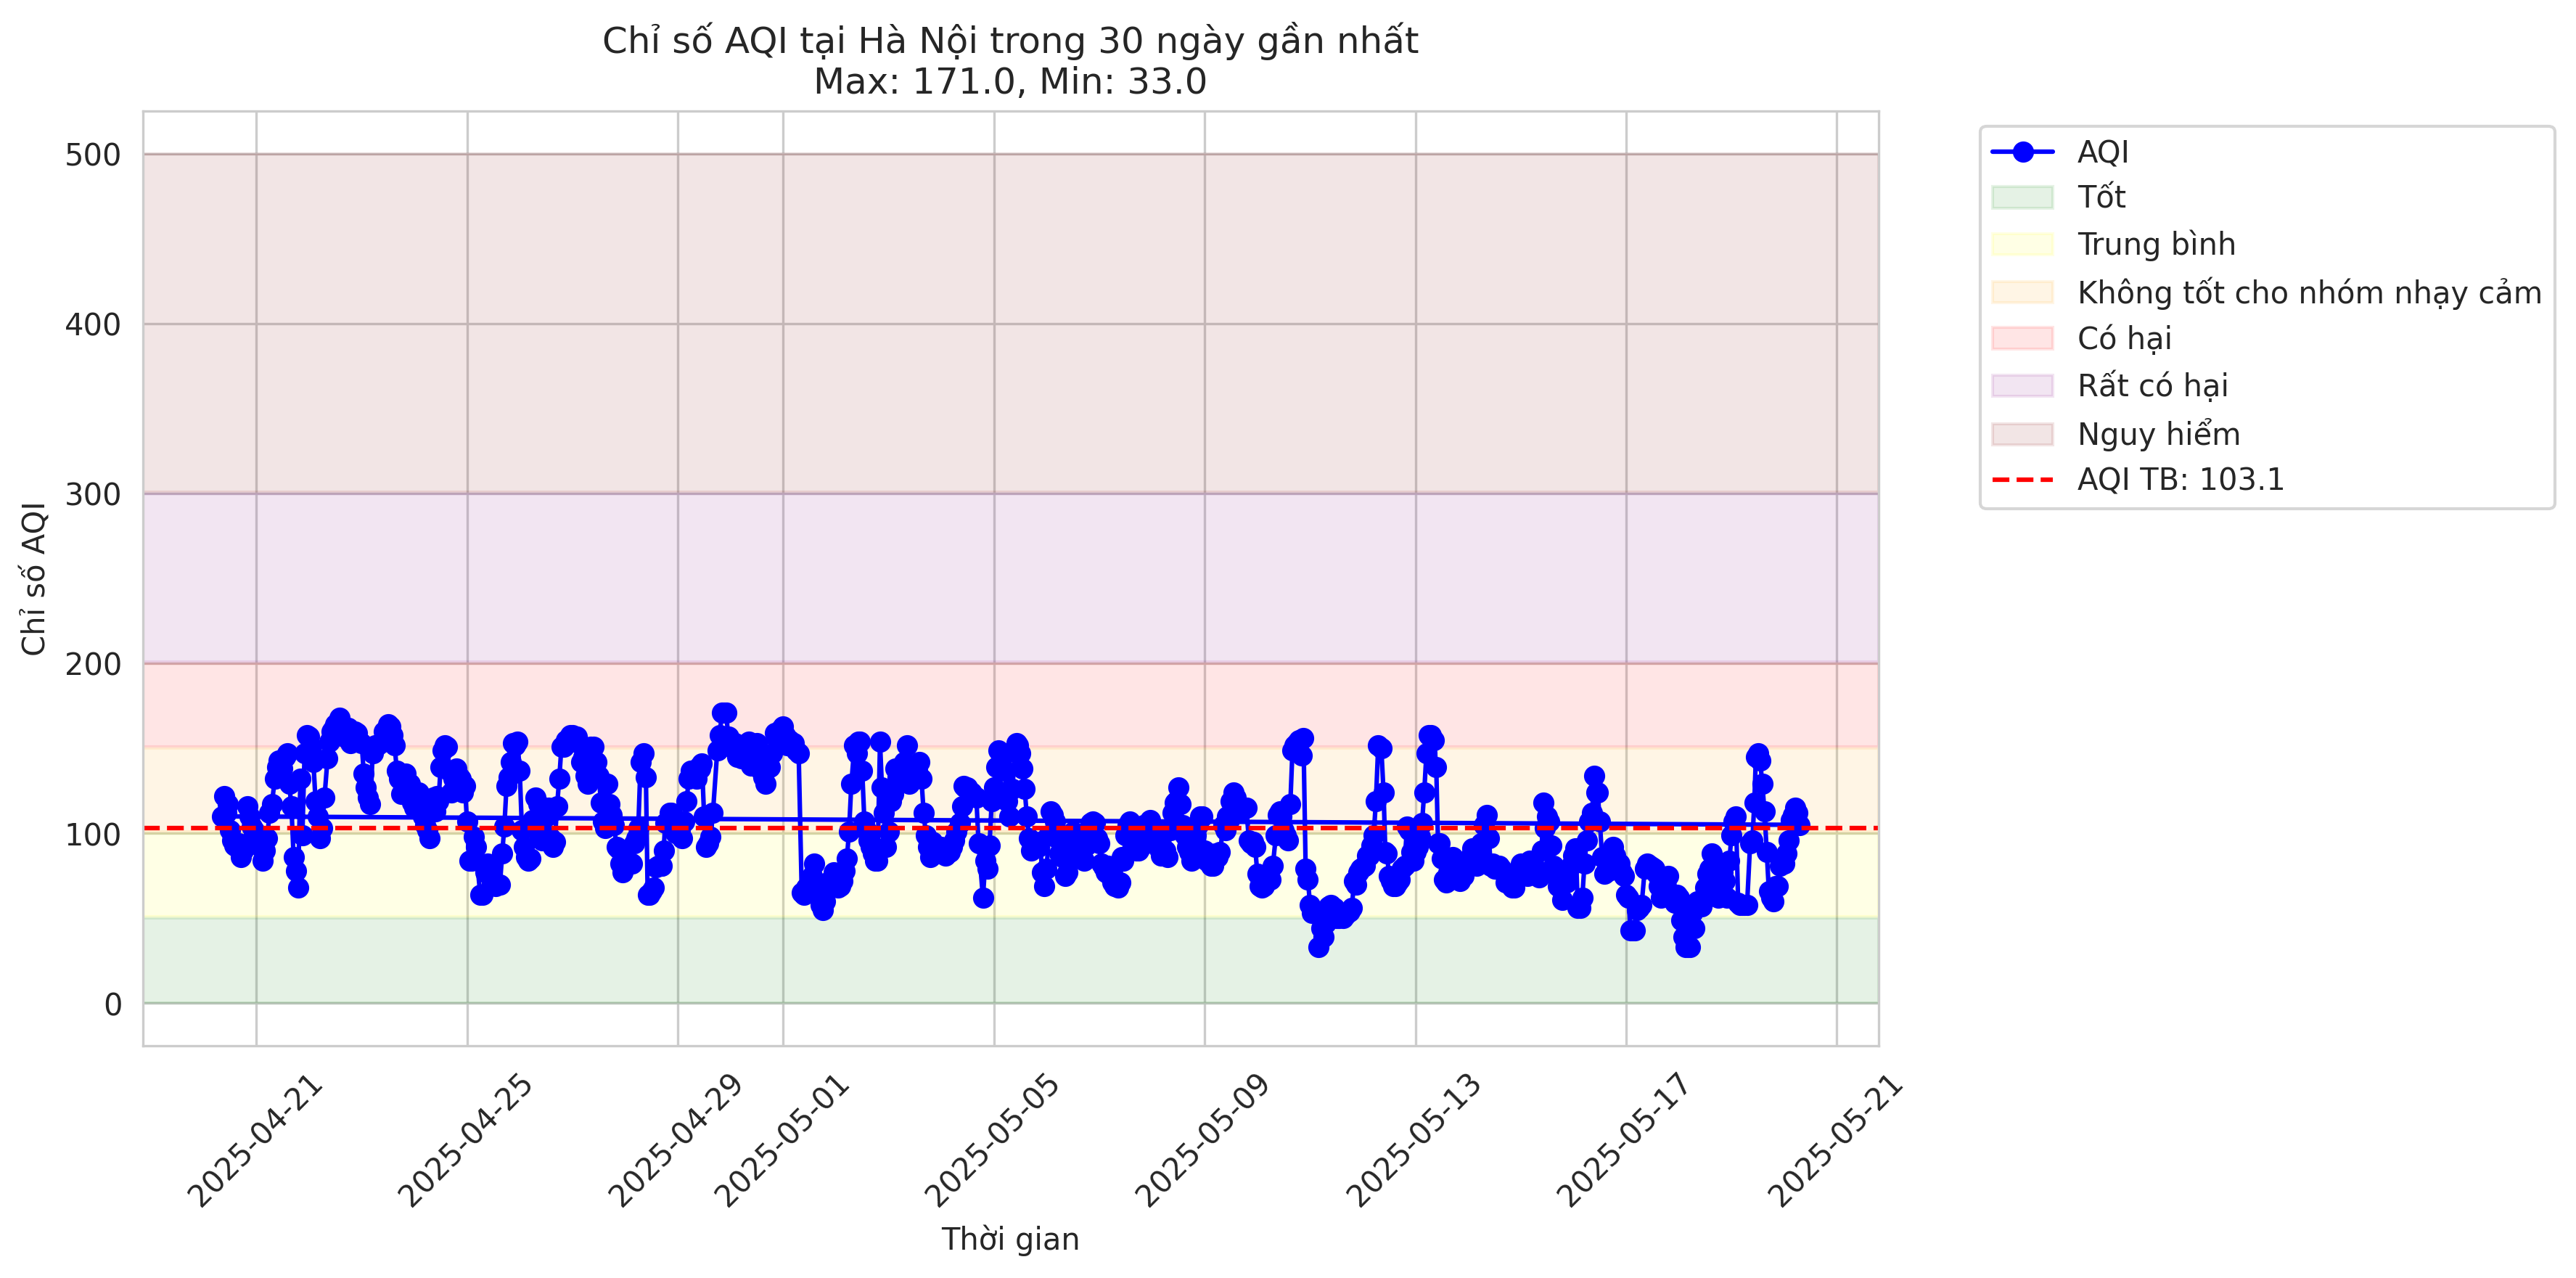 Chỉ số AQI tại Hà Nội trong 30 ngày gần nhất
Max: 171.0, Min: 33.0
Chỉ số AQI
500
400
300
200
100
0
2025-04-21
2025-04-25
2025-04-29
2025-05-01
2025-05-05
2025-05-09
2025-05-13
2025-05-17
2025-05-21
Thời gian
AQI
Tốt
Trung bình
Không tốt cho nhóm nhạy cảm
Có hại
Rất có hại
Nguy hiểm
AQI TB: 103.1